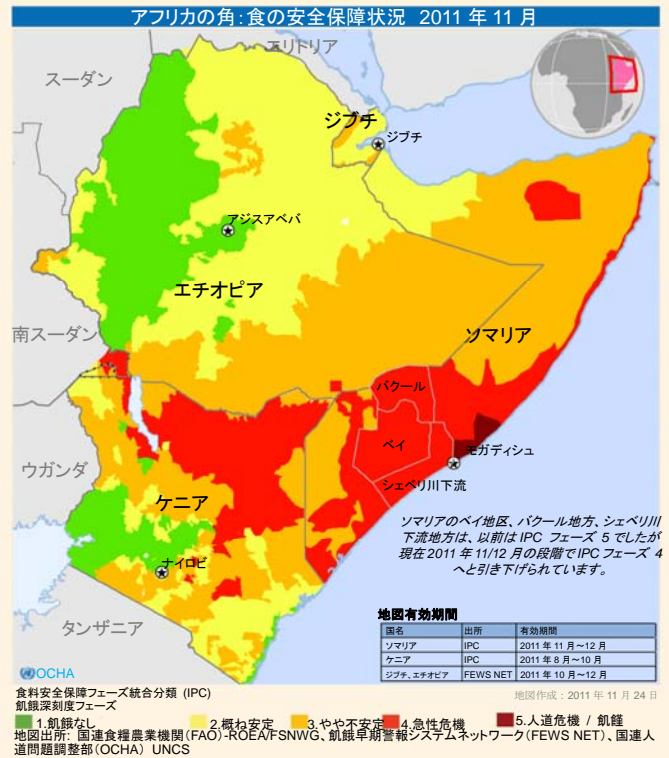 アフリカの角：食の安全保障状況 2011 年 11 月
エリトリア
スーダン
ジブチ
ジブチ
アジスアベバ
エチオピア
南スーダン
ソマリア
バクール
ベイ
モガディシュ
ウガンダ
シェベリ川下流
ケニア
ソマリアのベイ地区、バクール地方、シェベリ川
下流地方は、以前は IPC フェーズ 5 でしたが
現在 2011 年 11/12 月の段階で IPC フェーズ 4
へと引き下げられています。
ナイロビ
タンザニア
地図有効期間
国名 出所 有効期間
ソマリア IPC 2011 年 11 月～12 月
ケニア IPC 2011 年 8 月～10 月
ジブチ、エチオピア FEWS NET 2011 年 10 月～12 月
OCHA
食料安全保障フェーズ統合分類 (IPC)
地図作成：2011 年 11 月 24 日
飢餓深刻度フェーズ
1.飢餓なし 2.概ね安定 3.やや不安定 4.急性危機 5.人道危機 / 飢饉
地図出所: 国連食糧農業機関（FAO）-ROEA/FSNWG、飢餓早期警報システムネットワーク（FEWS NET）、国連人
道問題調整部（OCHA） UNCS